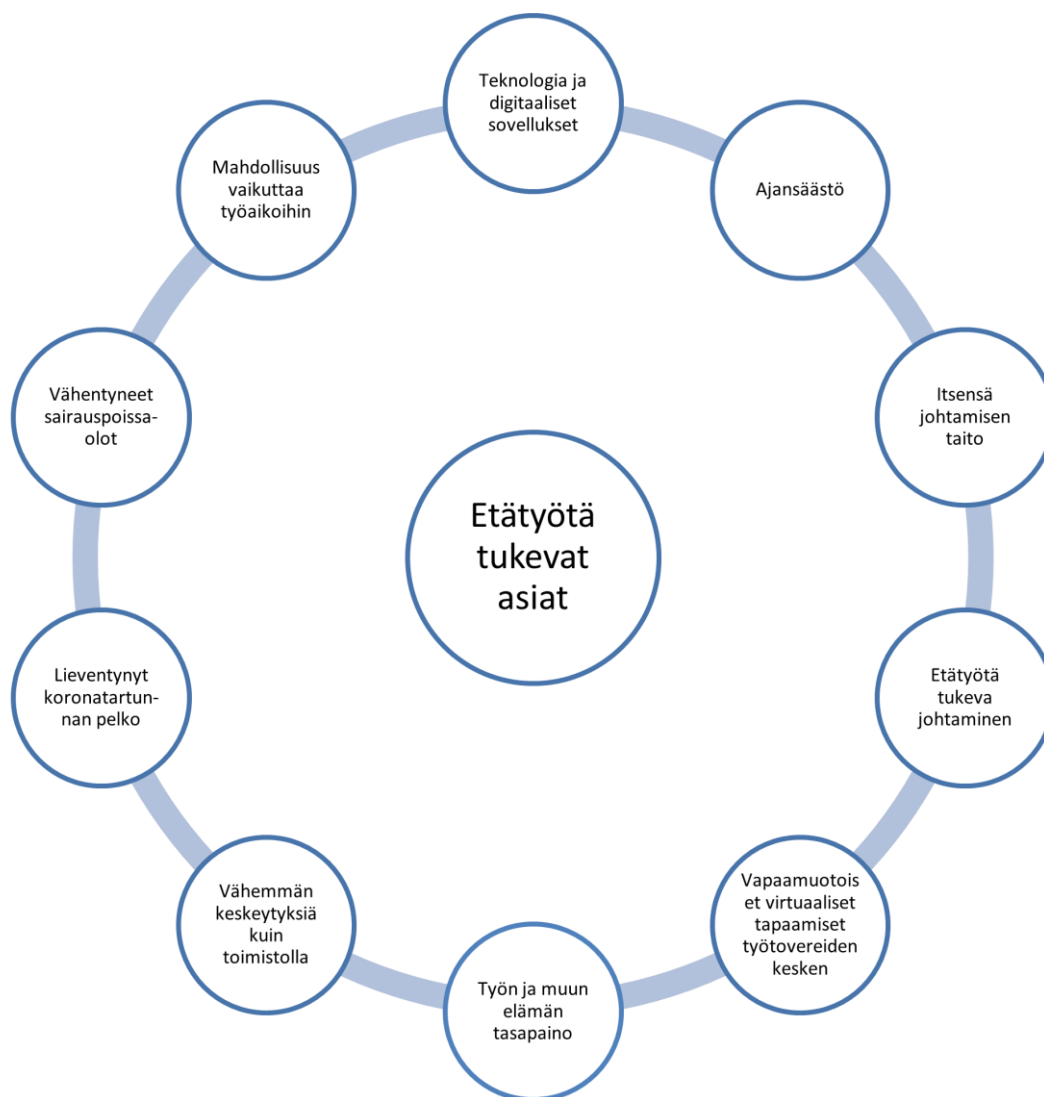 Teknologia ja
digitaaliset
sovellukset
Ajansäästö
Itsensä
johtamisen
taito
Etätyötä
tukeva
johtaminen
Vapaamuotois
et virtuaaliset
tapaamiset
työtovereiden
kesken
Työn ja muun
elämän
tasapaino
Vähemmän
keskeytyksiä
kuin
toimistolla
Lieventynyt
koronatartun-
nan pelko
Vähentyneet
sairauspoissa-
olot
Mahdollisuus
vaikuttaa
työaikoihin
Etätyötä
tukevat
asiat